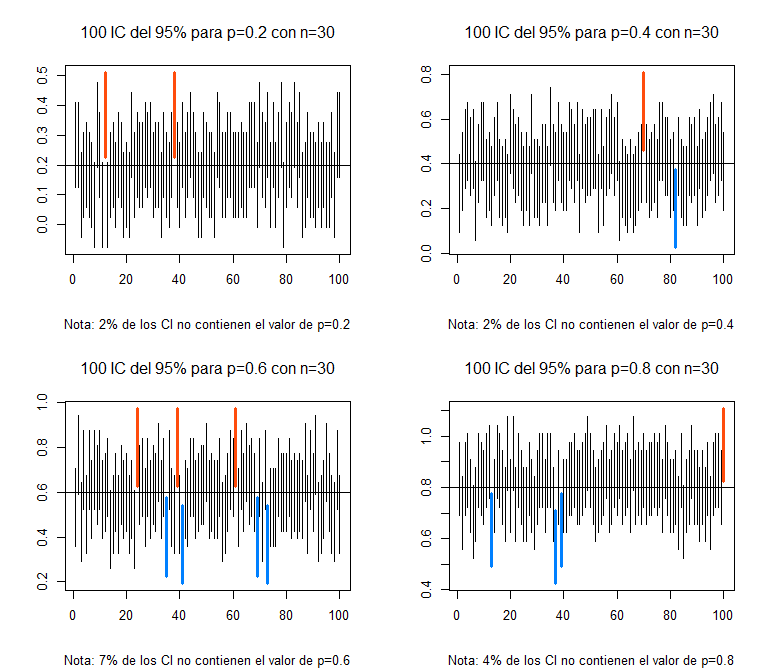 100 IC del 95% para p=0.2 con n=30
0.5
0.4
0.3
0.2
0.1
0.0
0 20 40 60 80 100
Nota: 2% de los CI no contienen el valor de p=0.2
100 IC del 95% para p=0.4 con n=30
0.8
0.6
0.4
0.2
0.0
0 20 40 60 80 100
Nota: 2% de los CI no contienen el valor de p=0.4
100 IC del 95% para p=0.6 con n=30
1.0
0.8
0.6
0.4
0.2
0 20 40 60 80 100
Nota: 7% de los CI no contienen el valor de p=0.6
100 IC del 95% para p=0.8 con n=30
1.0
0.8
0.6
0.4
0 20 40 60 80 100
Nota: 4% de los CI no contienen el valor de p=0.8